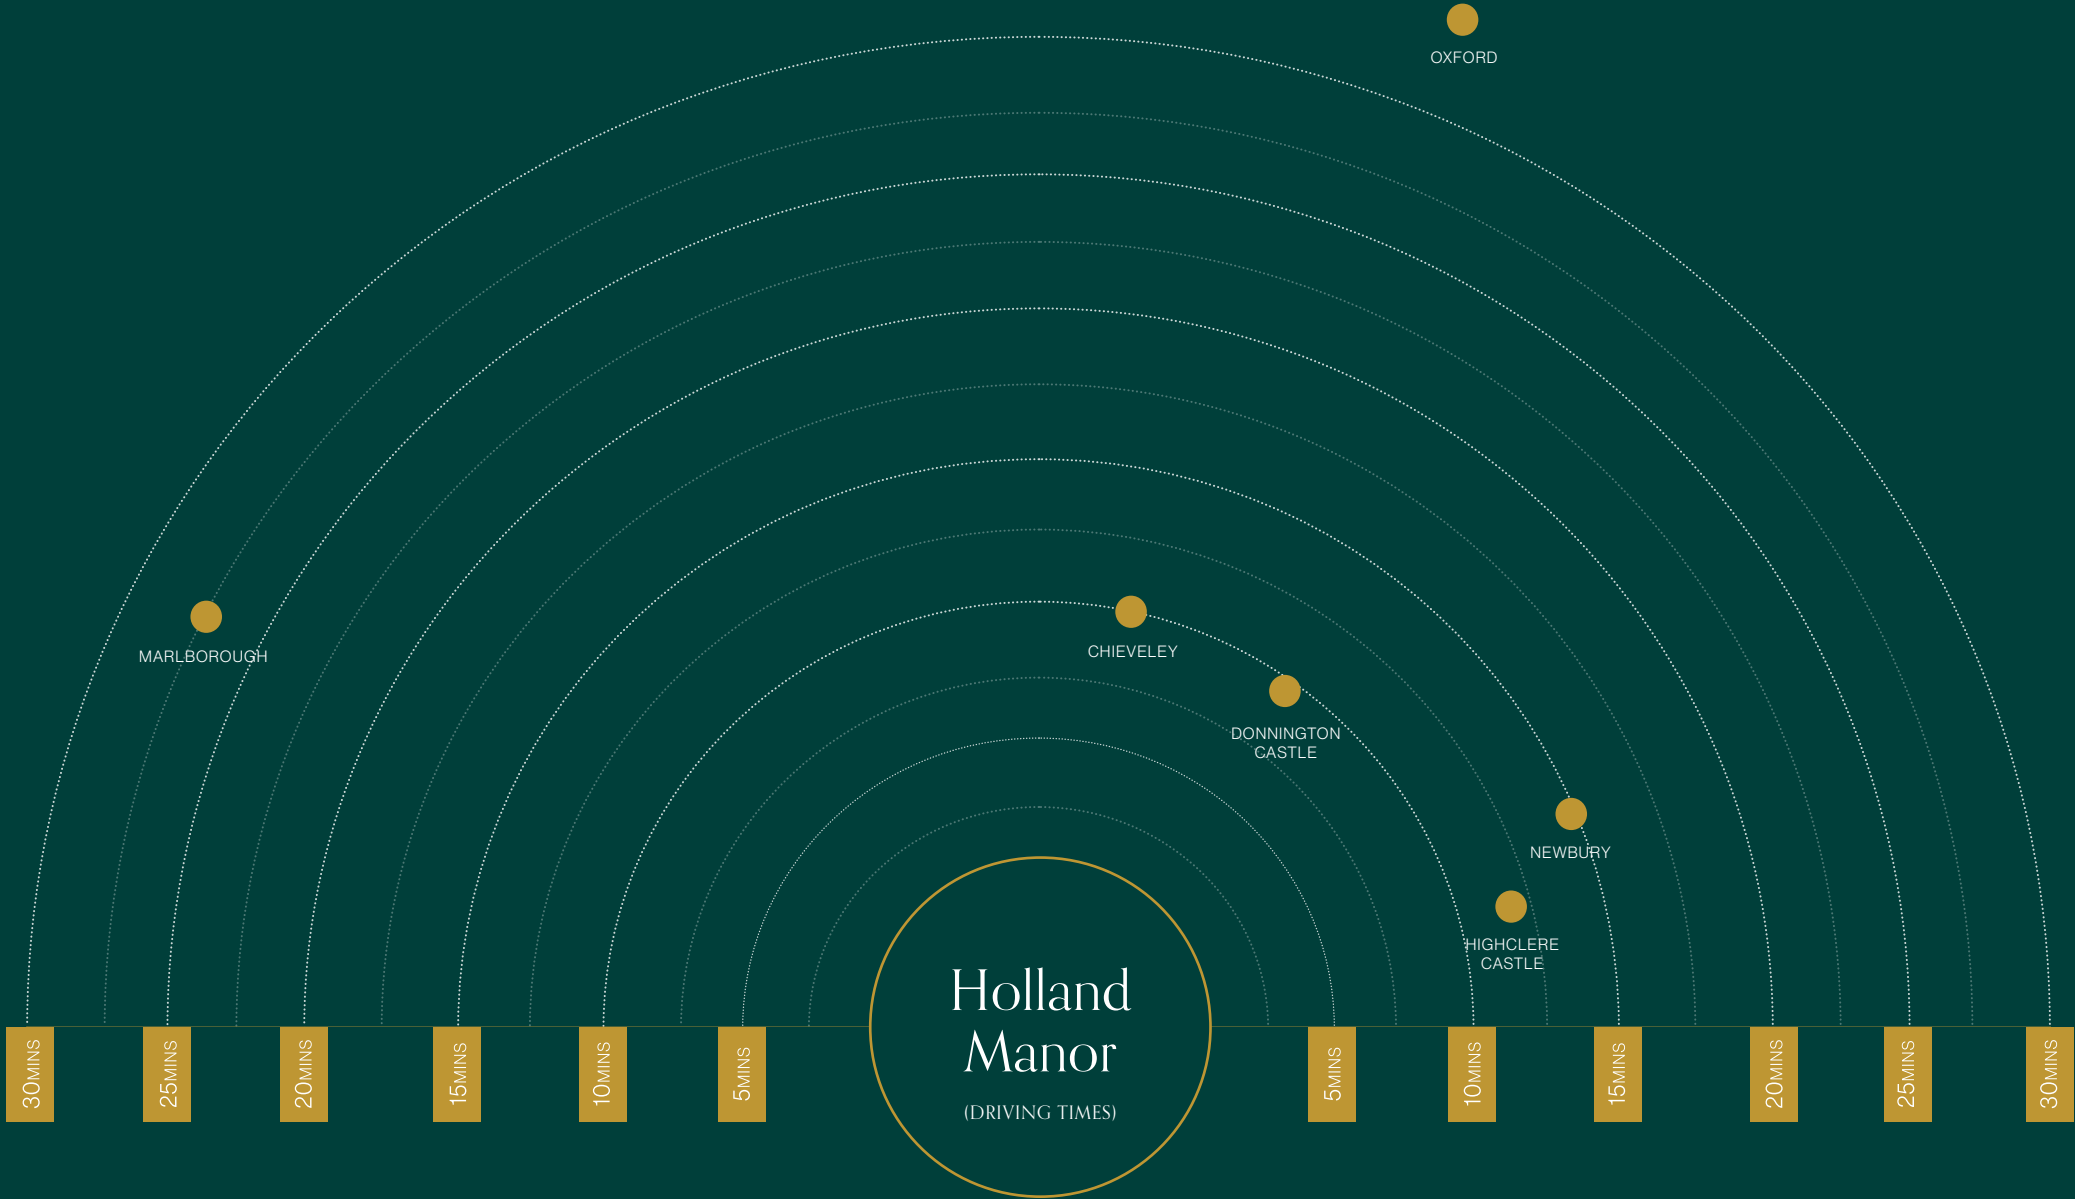 OXFORD
MARLBOROUGH
CHIEVELEY
DONNINGTON
CASTLE
NEWBURY
HIGHCLERE
CASTLE
Holland
Manor
(DRIVING TIMES)
30MINS
25MINS
20MINS
15MINS
10MINS
5MINS
5MINS
10MINS
15MINS
20MINS
25MINS
30MINS